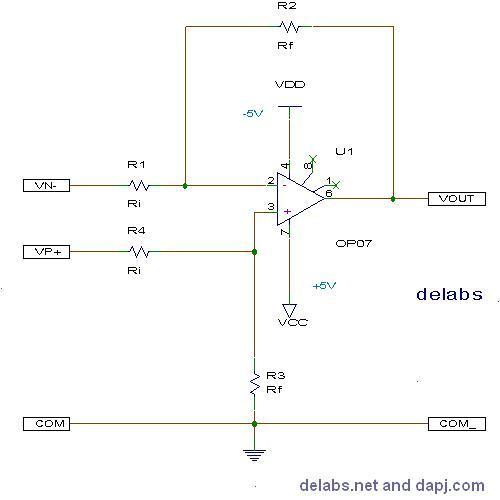 R2
Rf
VDD
-5V
U1
4
8
R1
2
-
1
VN-
6
VOUT
Ri
3
+
R4
7
OP07
VP+
Ri
+5V
delabs
VCC
R3
Rf
COM
COM_
delabs.net and dapj.com